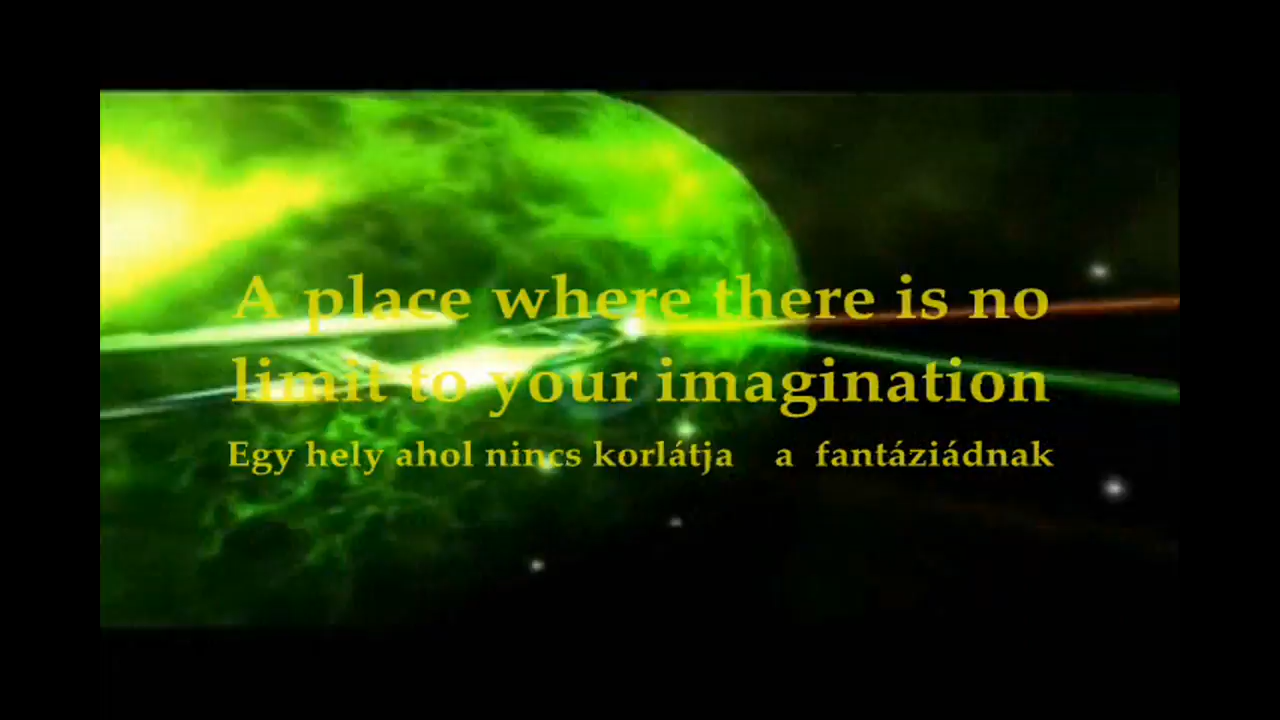 A place where there is no
limit to your imagination
Egy hely ahol nincs korlátja a fantáziádnak